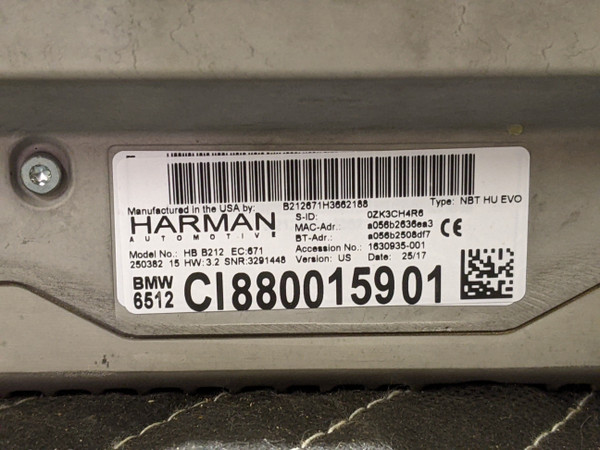 B212671H3662188
Manufactured in the USA by:
HARMAN
AUTOMOTIVE
S-ID: 0ZK3CH4R6
Type: NBT HU EVO
MAC-Adr.: a056b2636ea3
BT-Adr.: a056b2508df7
CE
Accession No.: 1630935-001
Model No.: HB B212 EC:671
Version: US Date: 25/17
250382 15 HW:3.2 SNR:3291448
BMW
6512
CI880015901